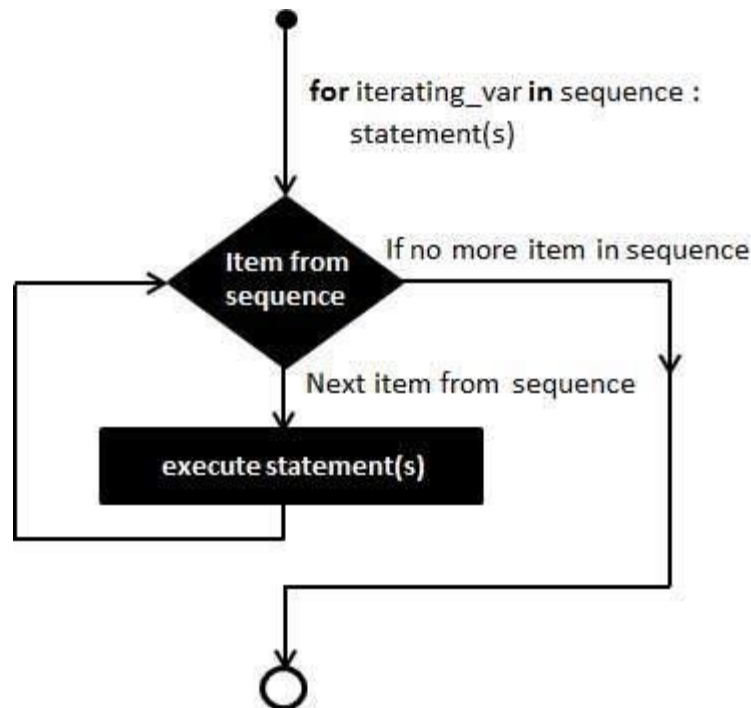 for iterating_var in sequence :
statement(s)
If no more item in sequence
Item from
sequence
Next item from sequence
execute statement(s)